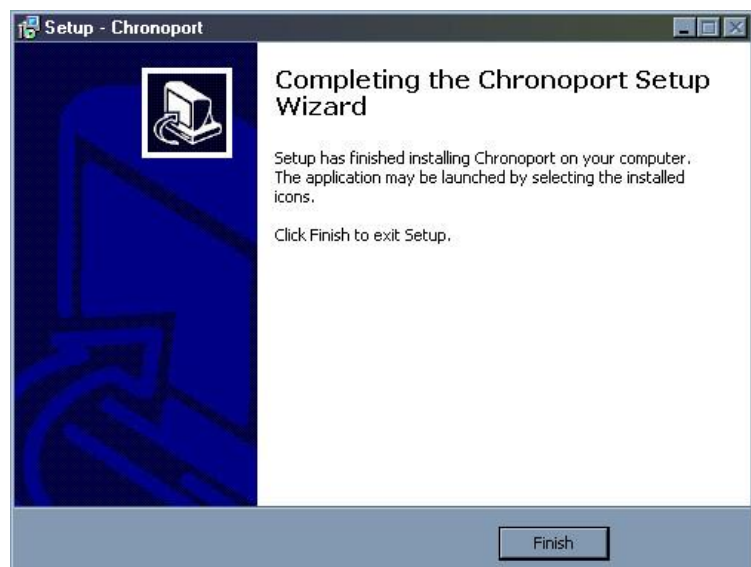 Setup - Chronoport
Completing the Chronoport Setup
Wizard
Setup has finished installing Chronoport on your computer.
The application may be launched by selecting the installed
icons.
Click Finish to exit Setup.
Finish